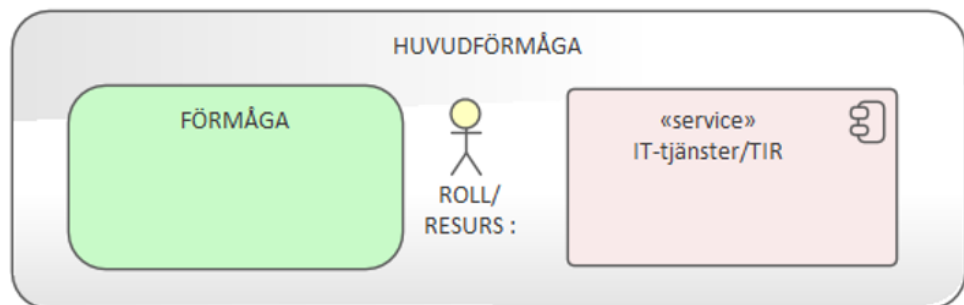 HUVUDFÖRMÅGA
FÖRMÅGA
ROLL/
RESURS :
«service»
IT-tjänster/TIR